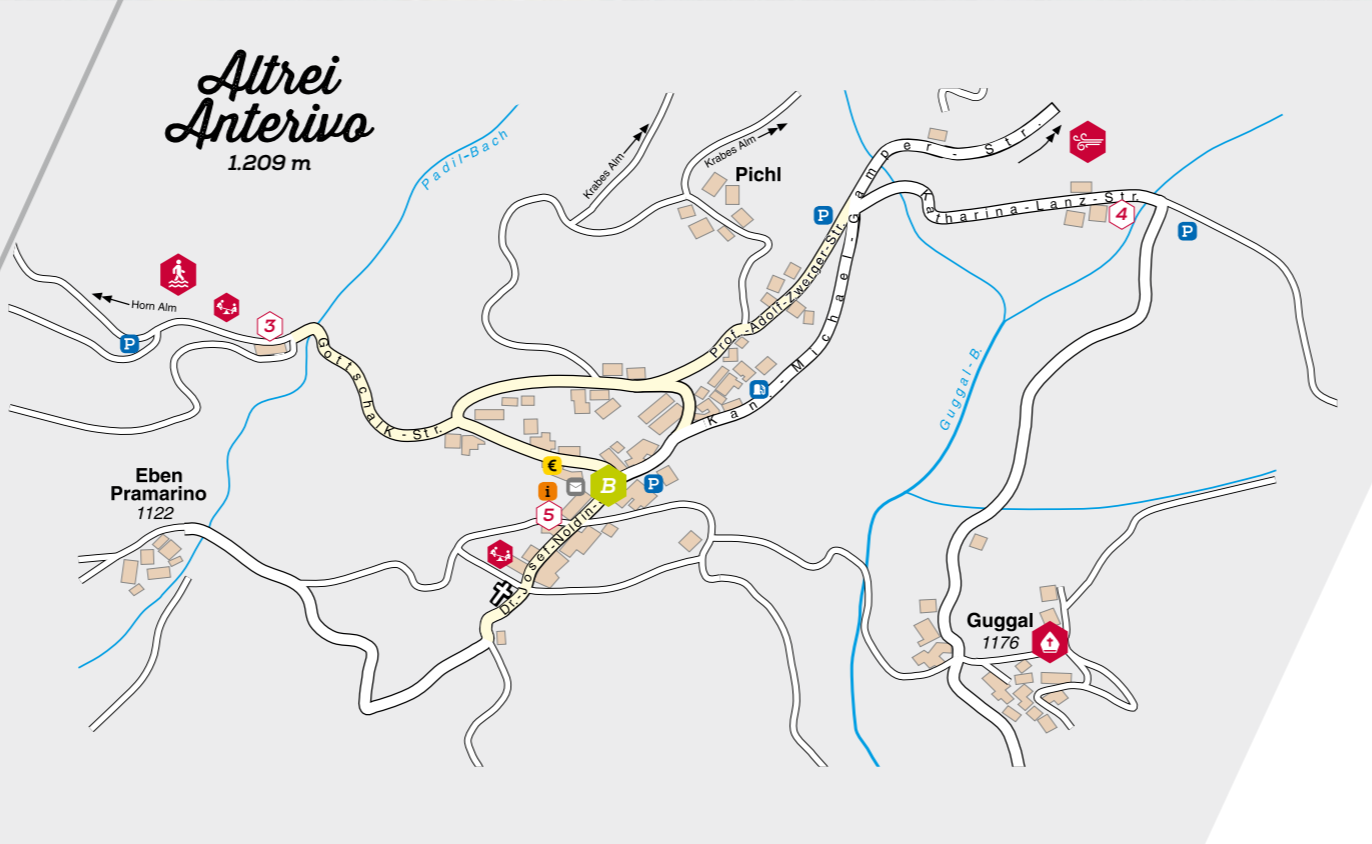 Altrei
Anterivo
1.209 m
Padil-Bach
Krabes Alm
Krabes Alm
Pichl
P
Kan.-Michael-Gamper-Str.
Katharina-Lanz-Str.
4
P
Horn Alm
P
3
Gottschalk-Str.
Prof.-Adolf-Zwerger-Str.
Guggal-B.
€
i
B
P
5
Dr.-Josef-Noldin-
Eben
Pramarino
1122
Guggal
1176